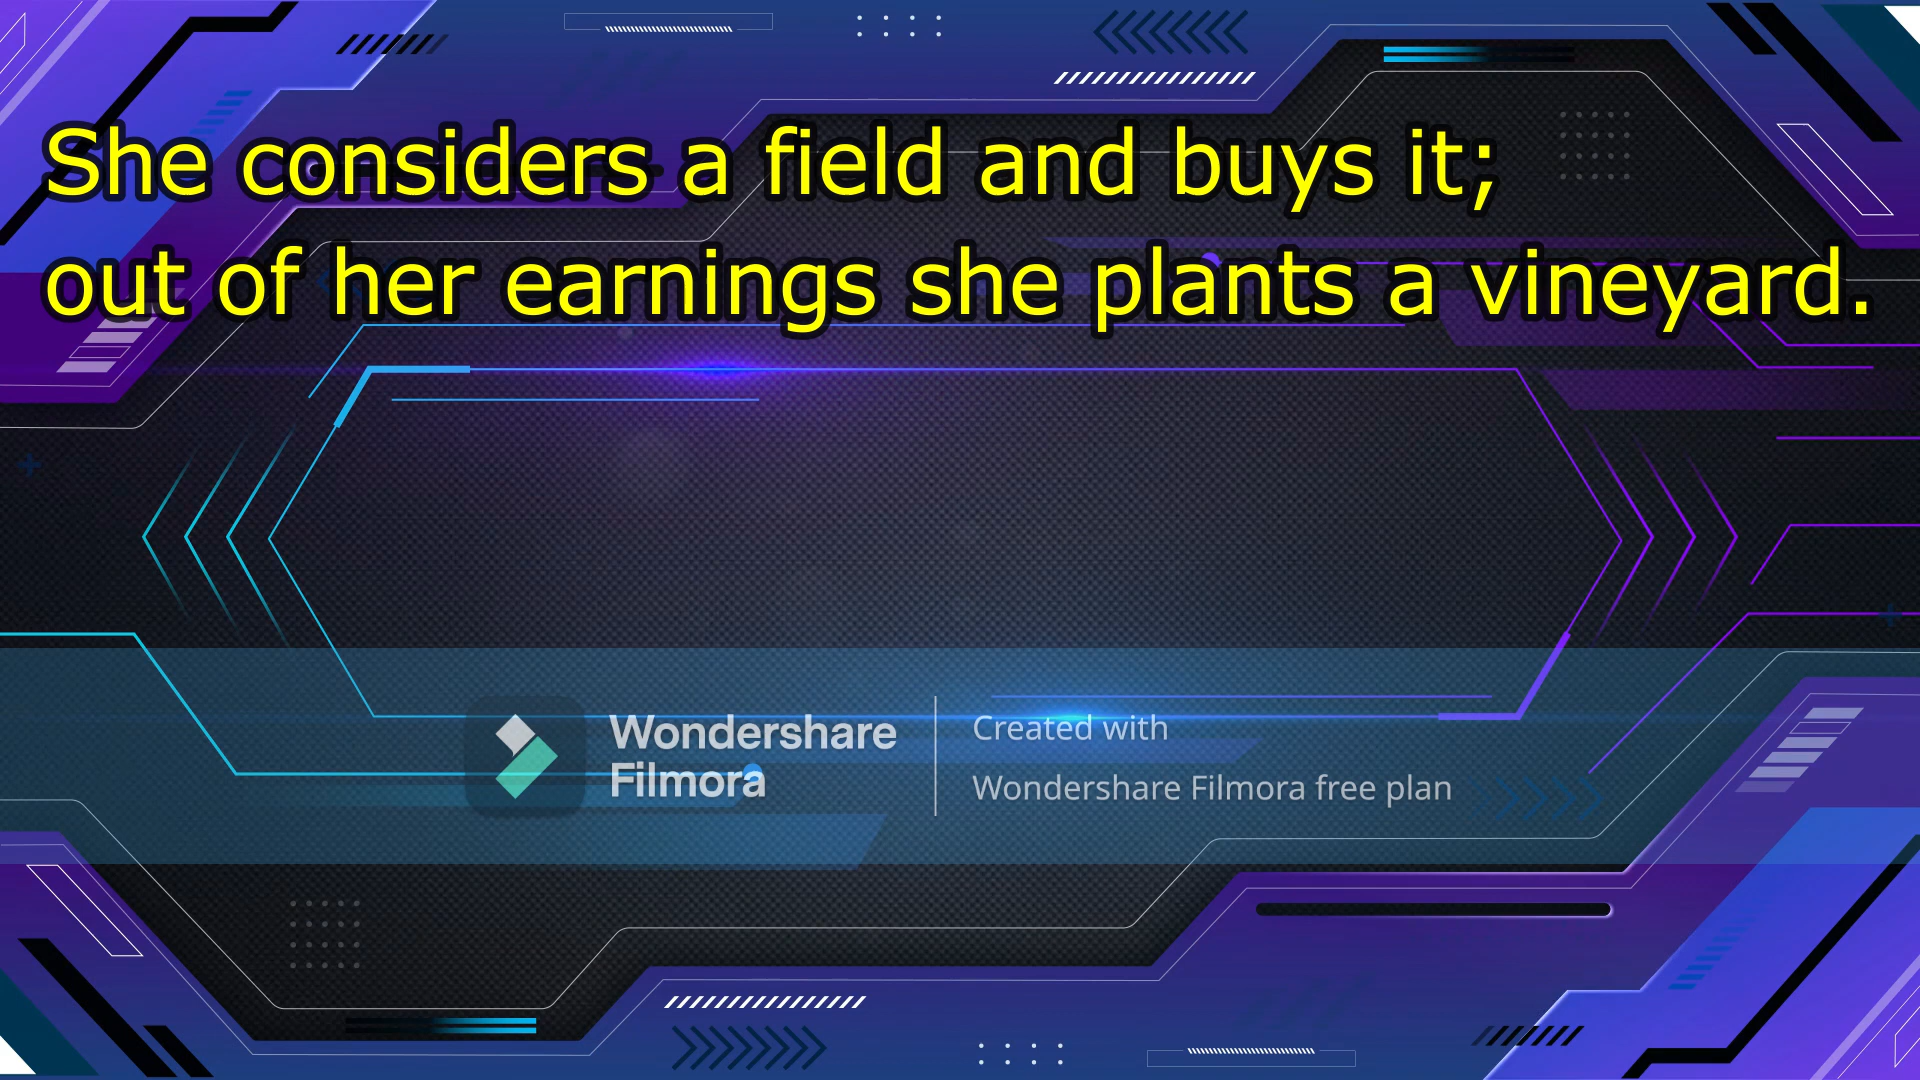 She considers a field and buys it;
out of her earnings she plants a vineyard.
Wondershare
Filmora
Created with
Wondershare Filmora free plan